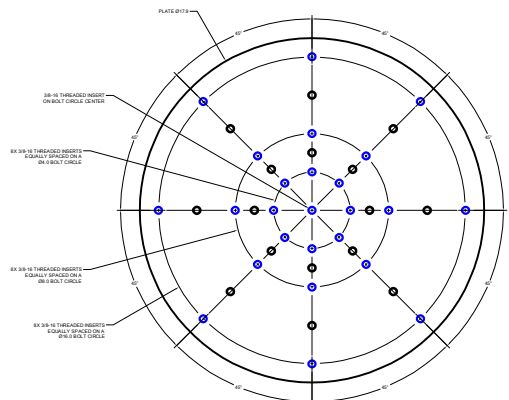 PLATE Ø17.9
45°
45°
3/8-16 THREADED INSERT
ON BOLT CIRCLE CENTER
45°
45°
8X 3/8-16 THREADED INSERTS
EQUALLY SPACED ON A
Ø4.0 BOLT CIRCLE
8X 3/8-16 THREADED INSERTS
EQUALLY SPACED ON A
Ø8.0 BOLT CIRCLE
45°
45°
8X 3/8-16 THREADED INSERTS
EQUALLY SPACED ON A
Ø16.0 BOLT CIRCLE
45°
45°